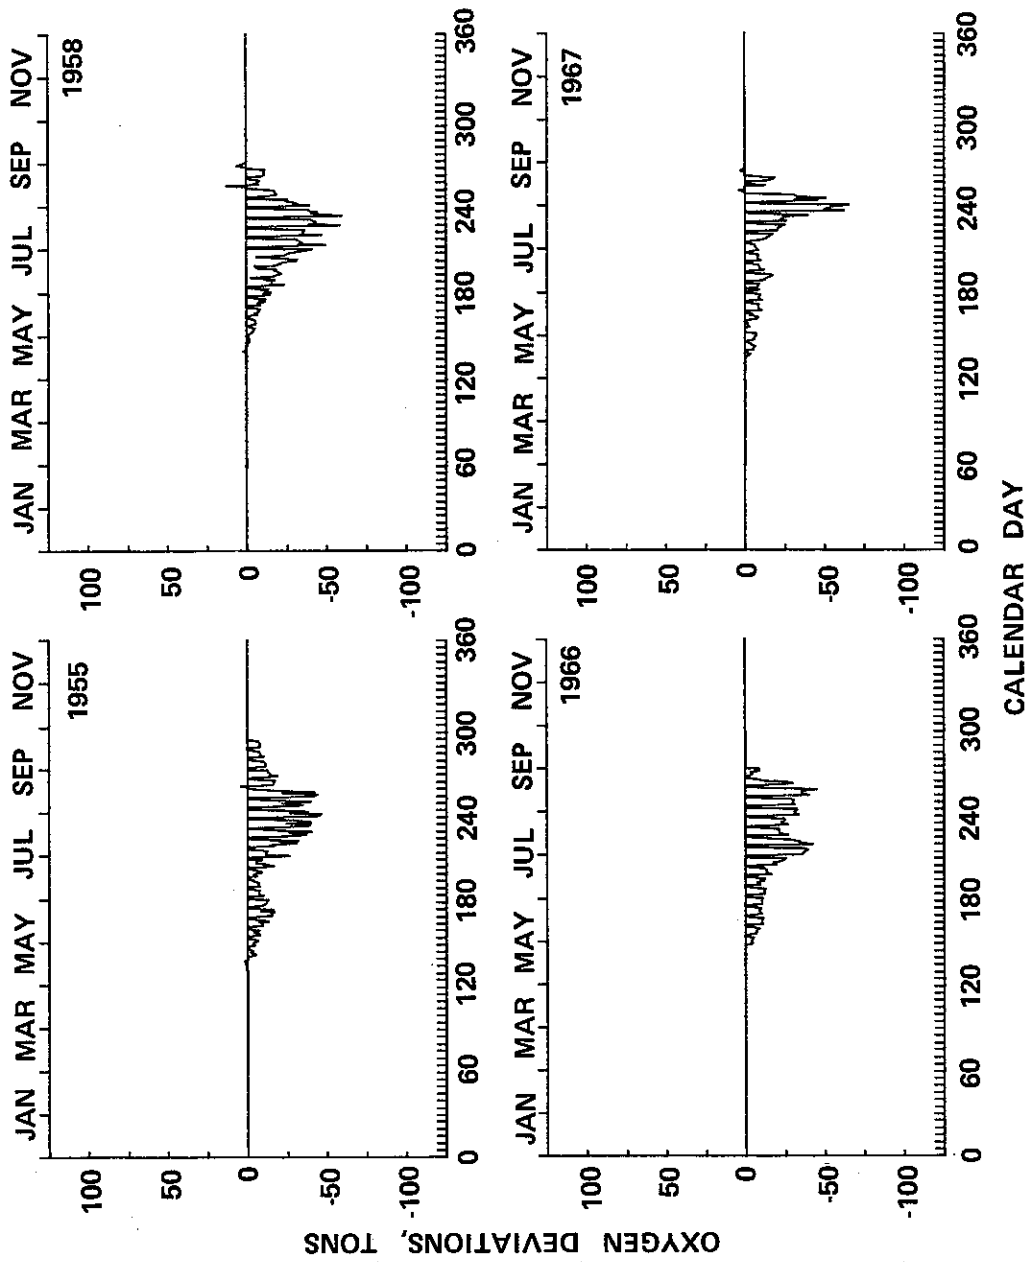 JAN MAR MAY JUL SEP NOV
1955
100
50
0
-50
-100
0 60 120 180 240 300 360
JAN MAR MAY JUL SEP NOV
1958
100
50
0
-50
-100
0 60 120 180 240 300 360
JAN MAR MAY JUL SEP NOV
1966
100
50
0
-50
-100
0 60 120 180 240 300 360
JAN MAR MAY JUL SEP NOV
1967
100
50
0
-50
-100
0 60 120 180 240 300 360
OXYGEN DEVIATIONS, TONS
CALENDAR DAY